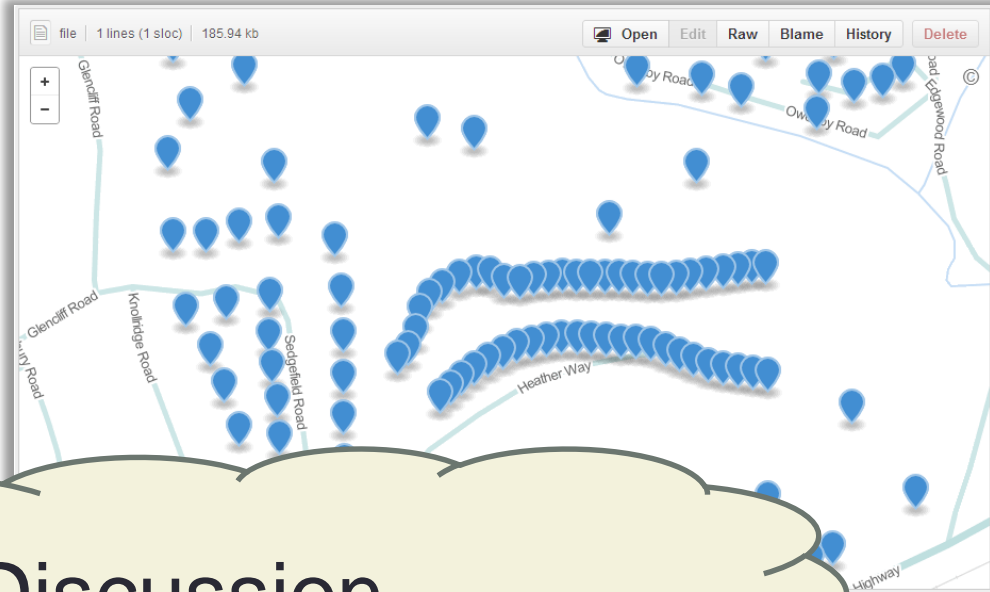 file 1 lines (1 sloc) 185.94 kb Open Edit Raw Blame History Delete
+
−
©
Glencliff Road
Road
Edgewood Road
Glencliff Road
Knollridge Road
Sedgefield Road
Road
Heather Way
Discussion
Highway